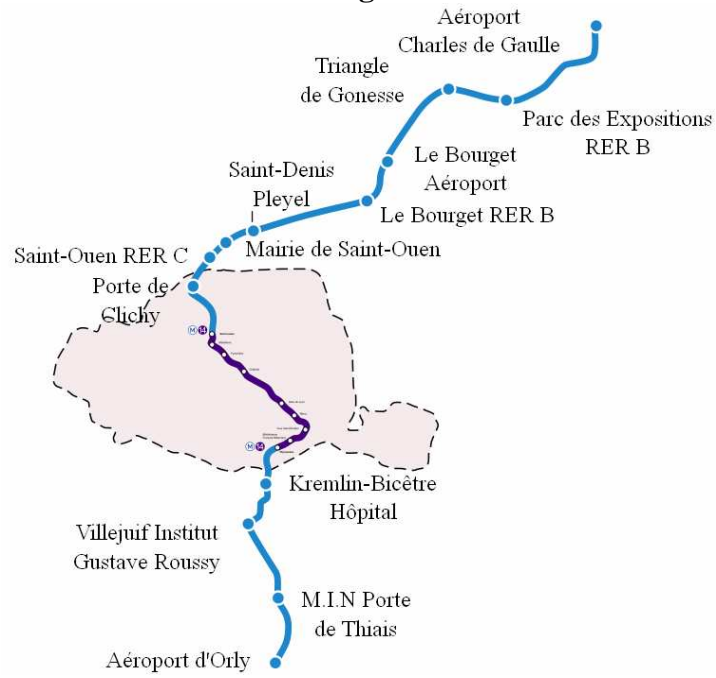 Aéroport
Charles de Gaulle
Triangle
de Gonesse
Parc des Expositions
RER B
Le Bourget
Aéroport
Saint-Denis
Pleyel
Le Bourget RER B
Mairie de Saint-Ouen
Saint-Ouen RER C
Porte de
Clichy
M 14
M 14
Kremlin-Bicêtre
Hôpital
Villejuif Institut
Gustave Roussy
M.I.N Porte
de Thiais
Aéroport d'Orly